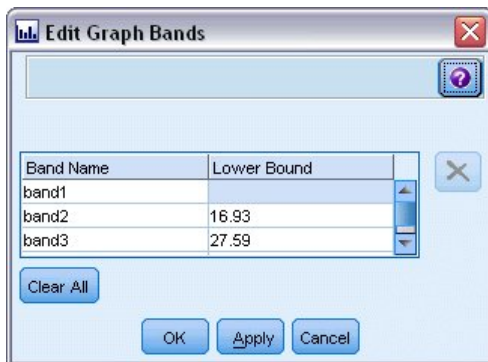 Edit Graph Bands
?
Band Name Lower Bound
band1
band2 16.93
band3 27.59
Clear All
OK Apply Cancel